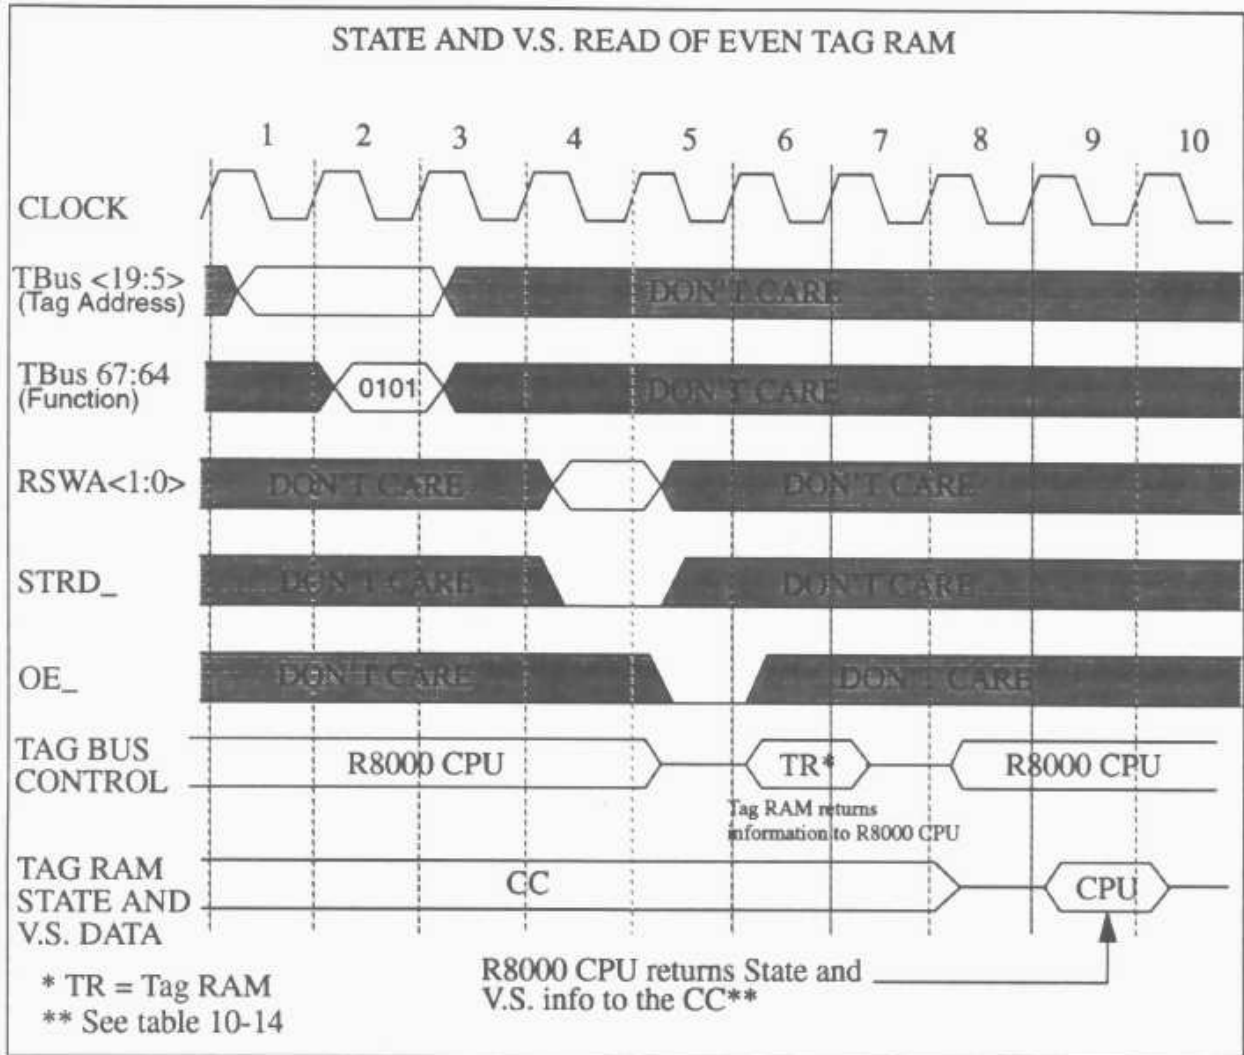 STATE AND V.S. READ OF EVEN TAG RAM
1 2 3 4 5 6 7 8 9 10
CLOCK
TBus <19:5>
(Tag Address)
DON'T CARE
TBus 67:64
(Function)
0101
DON'T CARE
RSWA<1:0>
DON'T CARE
DON'T CARE
STRD_
DON'T CARE
DON'T CARE
OE_
DON'T CARE
DON'T CARE
TAG BUS
CONTROL
R8000 CPU
TR*
R8000 CPU
Tag RAM returns
information to R8000 CPU
TAG RAM
STATE AND
V.S. DATA
CC
CPU
R8000 CPU returns State and
V.S. info to the CC**
* TR = Tag RAM
** See table 10-14